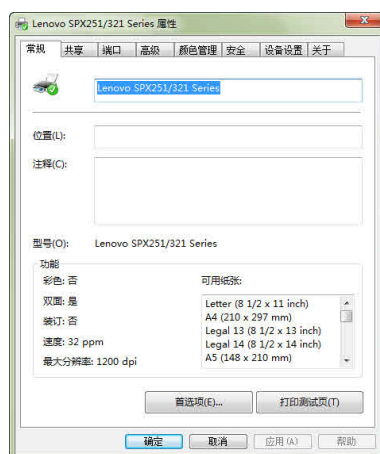 Lenovo SPX251/321 Series 属性
常规 共享 端口 高级 颜色管理 安全 设备设置 关于
Lenovo SPX251/321 Series
位置(L):
注释(C):
型号(O): Lenovo SPX251/321 Series
功能
彩色: 否 可用纸张:
双面: 是 Letter (8 1/2 x 11 inch)
A4 (210 x 297 mm)
装订: 否 Legal 13 (8 1/2 x 13 inch)
速度: 32 ppm Legal 14 (8 1/2 x 14 inch)
最大分辨率: 1200 dpi A5 (148 x 210 mm)
首选项(E)... 打印测试页(T)
确定 取消 应用(A) 帮助